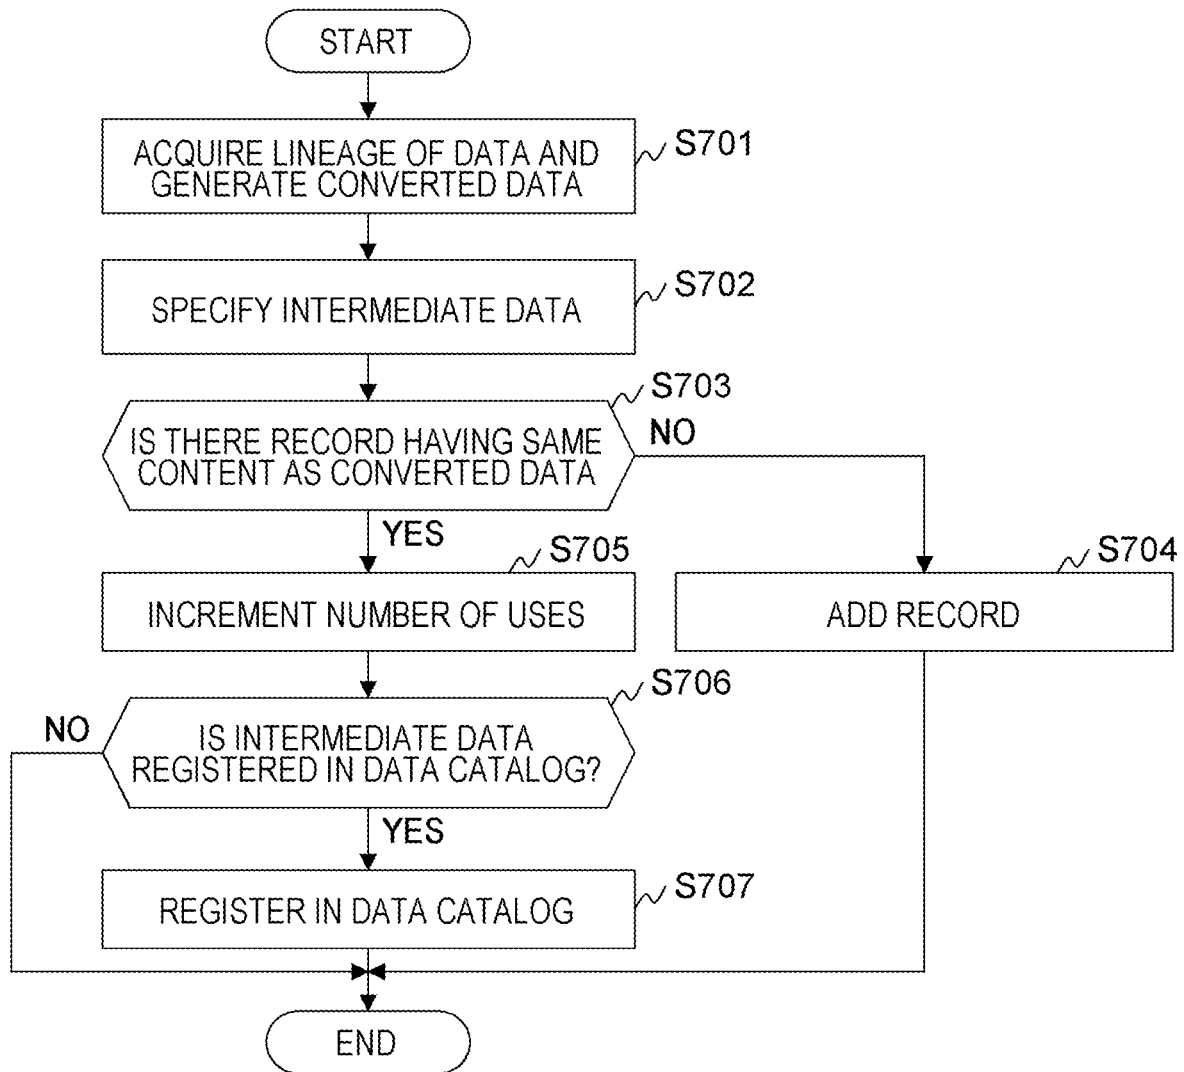 START
ACQUIRE LINEAGE OF DATA AND
GENERATE CONVERTED DATA
S701
SPECIFY INTERMEDIATE DATA
S702
S703
IS THERE RECORD HAVING SAME
CONTENT AS CONVERTED DATA
NO
YES
S705
INCREMENT NUMBER OF USES
S704
ADD RECORD
S706
NO
IS INTERMEDIATE DATA
REGISTERED IN DATA CATALOG?
YES
S707
REGISTER IN DATA CATALOG
END